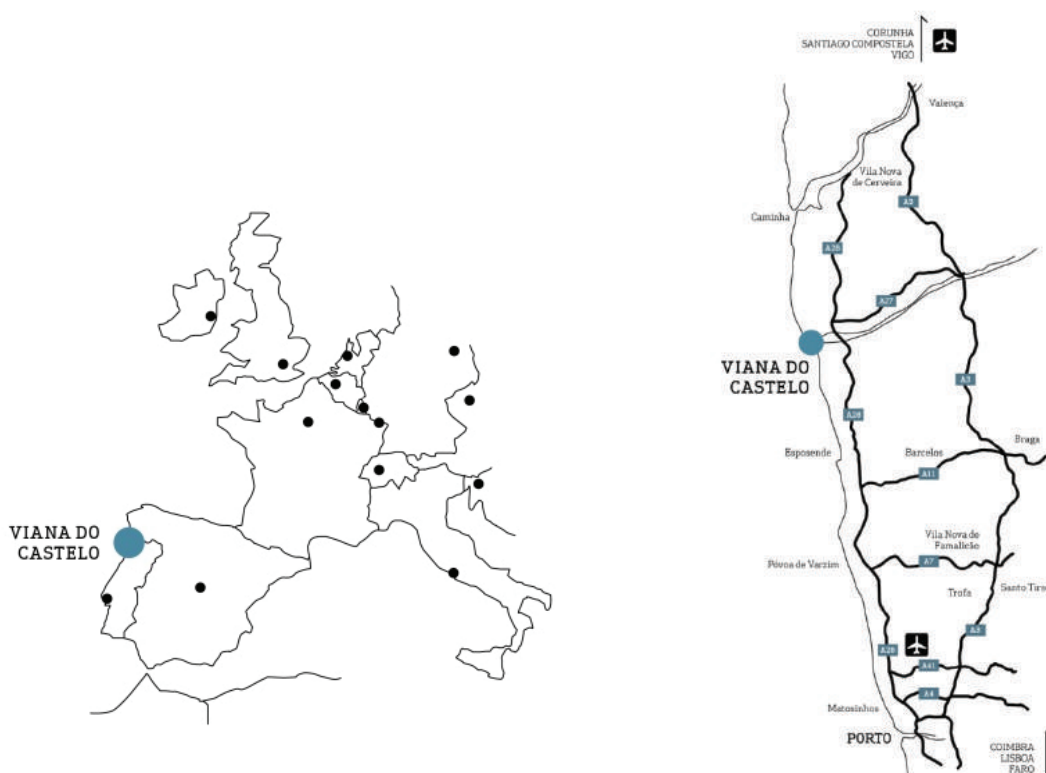 VIANA DO
CASTELO
CORUNHA
SANTIAGO COMPOSTELA
VIGO
Valença
Vila Nova
de Cerveira
A3
Caminha
A28
A27
VIANA DO
CASTELO
A3
A28
Esposende
Barcelos
Braga
A11
Vila Nova de
Famalicão
Póvoa de Varzim
A7
Trofa
Santo Tirso
A3
A28
A41
A4
Matosinhos
PORTO
COIMBRA
LISBOA
FARO